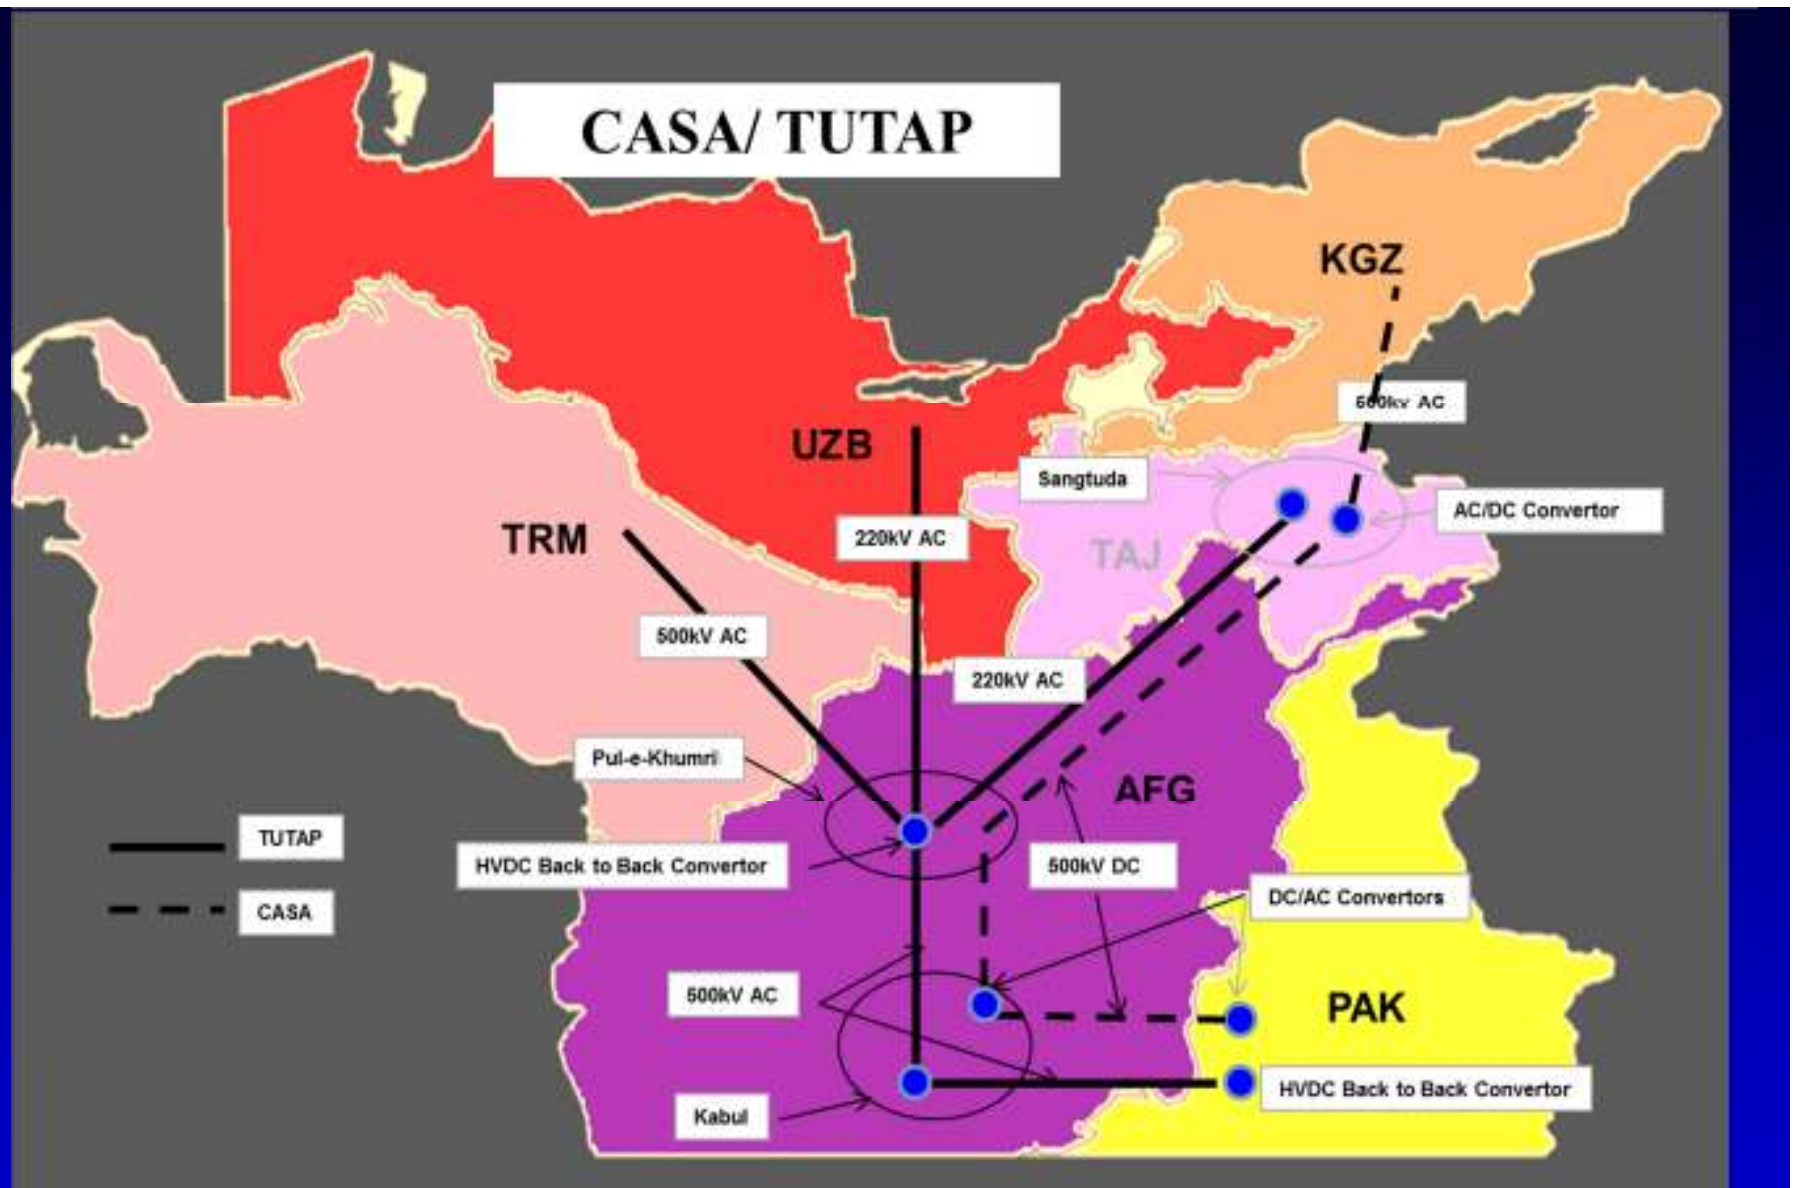 CASA/ TUTAP
KGZ
500kv AC
UZB
Sangtuda
AC/DC Convertor
TRM
220kV AC
TAJ
500kV AC
220kV AC
Pul-e-Khumri
AFG
TUTAP
HVDC Back to Back Convertor
500kV DC
CASA
DC/AC Convertors
500kV AC
PAK
HVDC Back to Back Convertor
Kabul